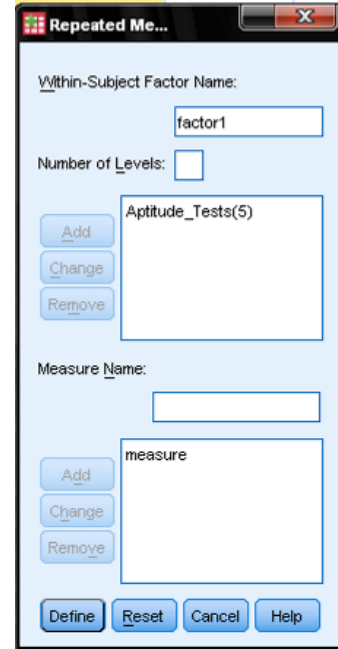 Repeated Me...
Within-Subject Factor Name:
factor1
Number of Levels:
Add
Change
Remove
Aptitude_Tests(5)
Measure Name:
Add
Change
Remove
measure
Define Reset Cancel Help